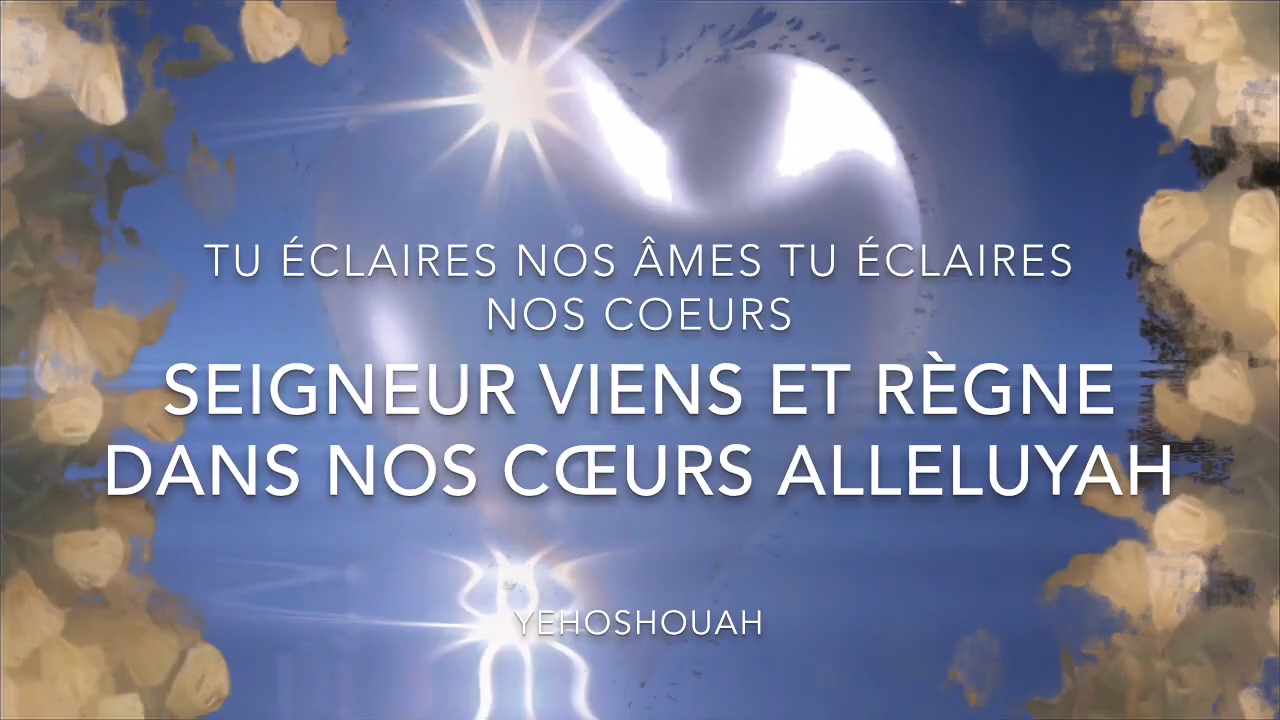 TU ÉCLAIRES NOS ÂMES TU ÉCLAIRES
NOS COEURS
SEIGNEUR VIENS ET RÈGNE
DANS NOS CŒURS ALLELUYAH
YEHOSHOUAH